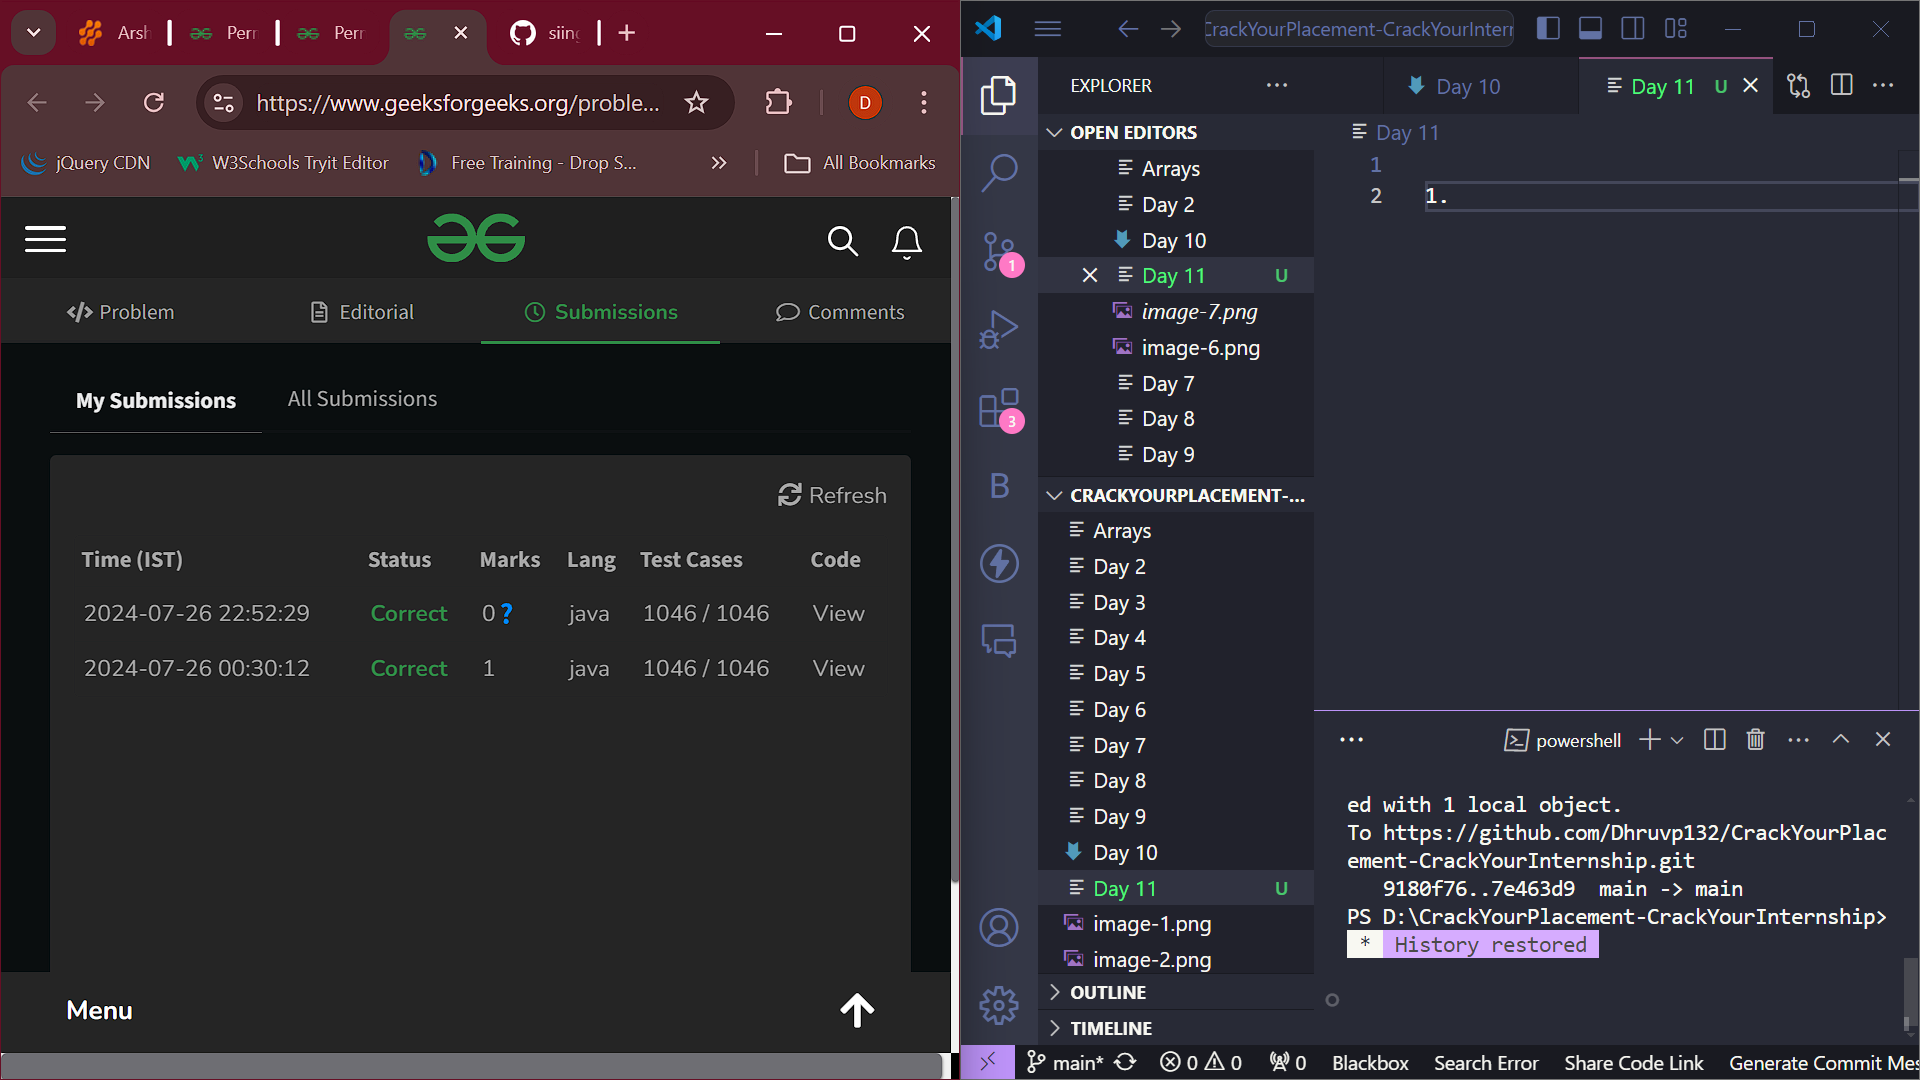 Arsh
Perr
Perr
siing
https://www.geeksforgeeks.org/proble...
D
jQuery CDN
W3Schools Tryit Editor
Free Training - Drop S...
All Bookmarks
Problem
Editorial
Submissions
Comments
My Submissions
All Submissions
Refresh
Time (IST) Status Marks Lang Test Cases Code
2024-07-26 22:52:29 Correct 0? java 1046 / 1046 View
2024-07-26 00:30:12 Correct 1 java 1046 / 1046 View
Menu
CrackYourPlacement-CrackYourIntern
EXPLORER
Day 10
Day 11 U
OPEN EDITORS
Arrays
Day 2
Day 10
Day 11 U
image-7.png
image-6.png
Day 7
Day 8
Day 9
CRACKYOURPLACEMENT-...
Arrays
Day 2
Day 3
Day 4
Day 5
Day 6
Day 7
Day 8
Day 9
Day 10
Day 11 U
image-1.png
image-2.png
OUTLINE
TIMELINE
1
3
B
Day 11
1
2 1.
powershell
ed with 1 local object.
To https://github.com/Dhruvp132/CrackYourPlac
ement-CrackYourInternship.git
9180f76..7e463d9 main -> main
PS D:\CrackYourPlacement-CrackYourInternship>
* History restored
main* 0 0 0 Blackbox Search Error Share Code Link Generate Commit Mes